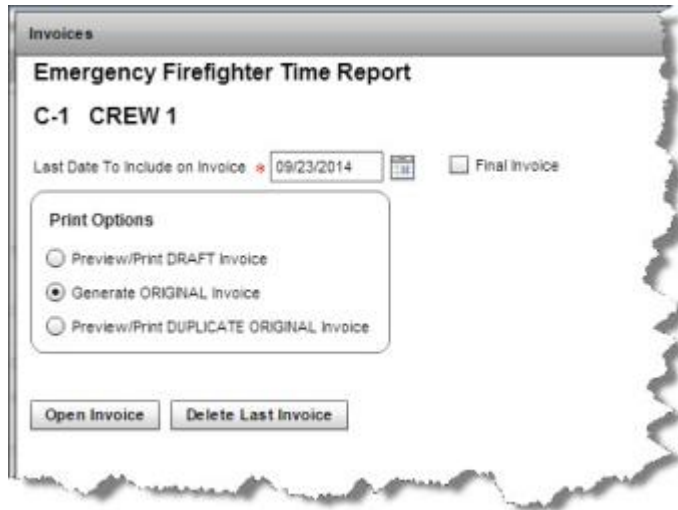 Invoices
Emergency Firefighter Time Report
C-1 CREW 1
Last Date To Include on Invoice * 09/23/2014 Final Invoice
Print Options
Preview/Print DRAFT Invoice
Generate ORIGINAL Invoice
Preview/Print DUPLICATE ORIGINAL Invoice
Open Invoice Delete Last Invoice